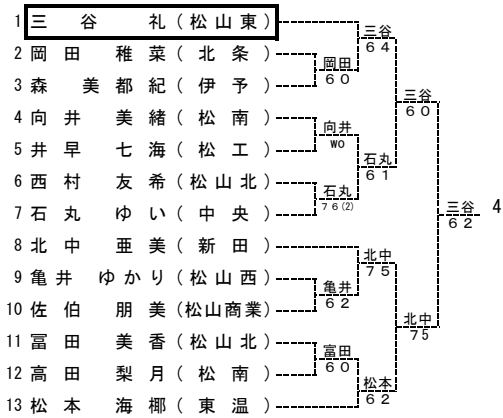 1 三谷 礼 (松山東)
2 岡田 稚菜 (北条)
3 森 美都紀 (伊予)
4 向井 美緒 (松南)
5 井早 七海 (松工)
6 西村 友希 (松山北)
7 石丸 ゆい (中央)
8 北中 亜美 (新田)
9 亀井 ゆかり (松山西)
10 佐伯 朋美 (松山商業)
11 冨田 美香 (松山北)
12 高田 梨月 (松南)
13 松本 海椰 (東温)
岡田
60
向井
wo
石丸
76(2)
亀井
62
富田
60
三谷
64
石丸
61
北中
75
松本
62
三谷
60
北中
75
三谷
62
4